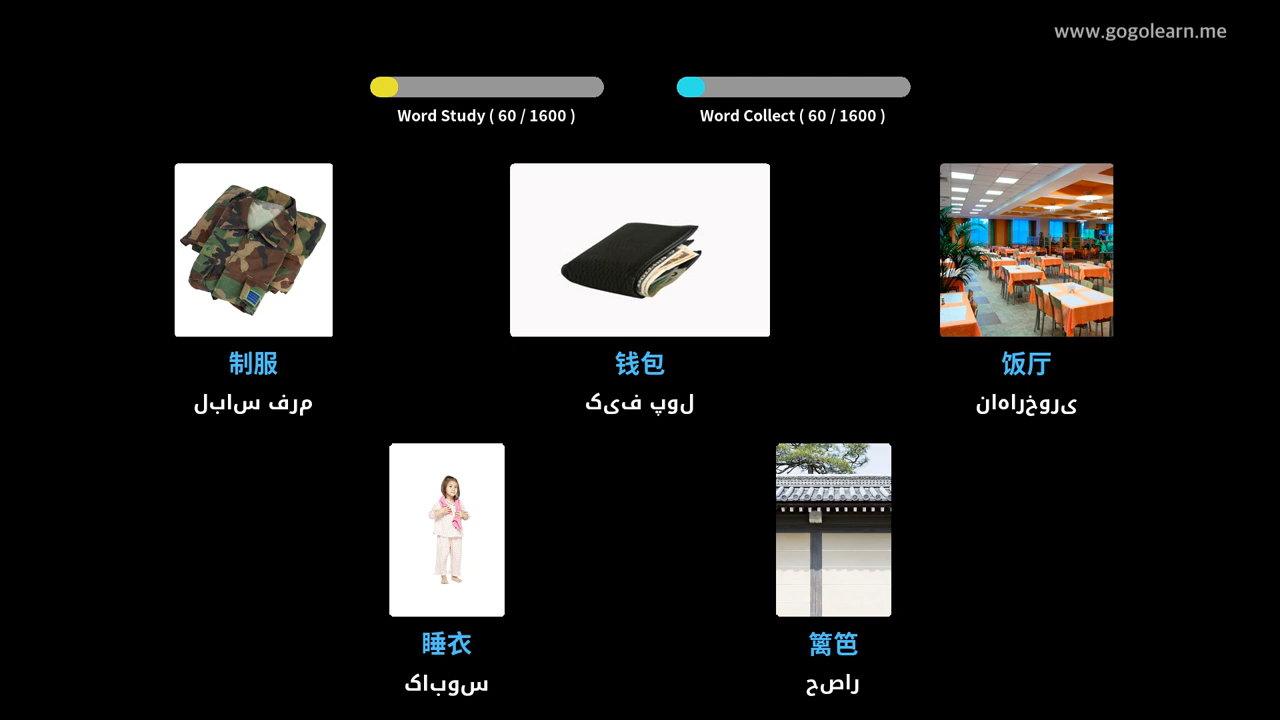 www.gogolearn.me
Word Study ( 60 / 1600 )
Word Collect ( 60 / 1600 )
制服
钱包
饭厅
مرف سابل
لوپ فیک
یروخراهان
睡衣
篱笆
سوباک
راصح